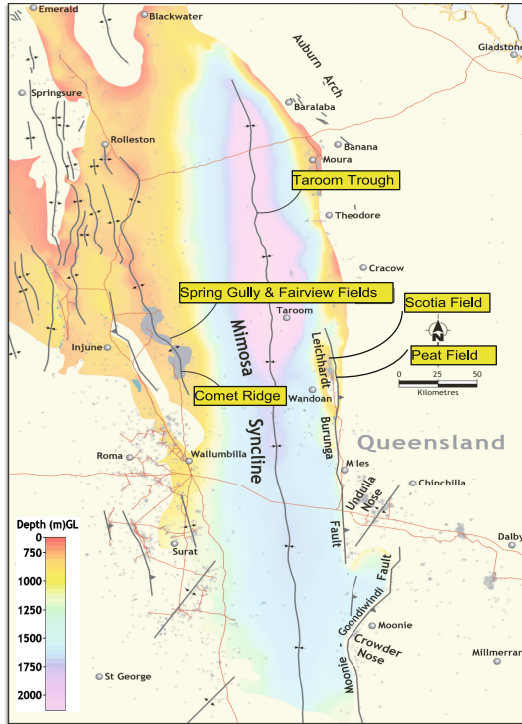 Emerald
Blackwater
Gladstone
Auburn Arch
Springsure
Baralaba
Rolleston
Banana
Moura
Taroom Trough
Theodore
Cracow
Spring Gully & Fairview Fields
Scotia Field
Taroom
N
Mimosa
Leichhardt
Injune
Peat Field
0 25 50
Kilometres
Comet Ridge
Wandoan
Burunga
Syncline
Queensland
Roma
Wallumbilla
Miles
Undulla
Nose
Chinchilla
Depth (m)GL
0
750
1000
1250
1500
1750
2000
Surat
Fault
Fault
Dalby
Goondiwindi
Moonie
Crowder
Nose
Moonie
Millmerran
St George